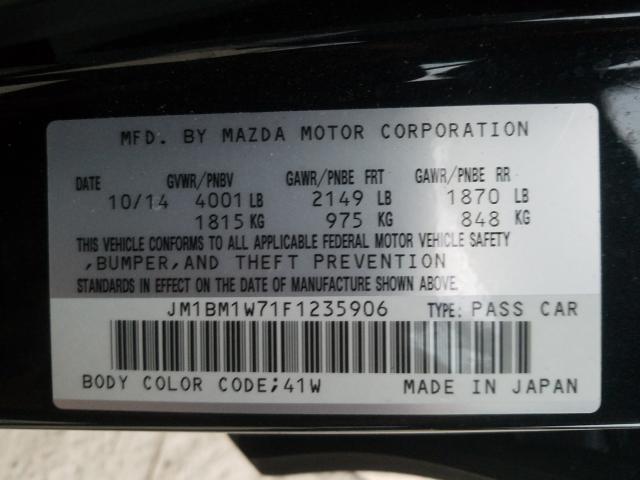 MFD. BY MAZDA MOTOR CORPORATION
DATE GVWR/PNBV GAWR/PNBE FRT GAWR/PNBE RR
10/14 4001 LB 2149 LB 1870 LB
1815 KG 975 KG 848 KG
THIS VEHICLE CONFORMS TO ALL APPLICABLE FEDERAL MOTOR VEHICLE SAFETY
,BUMPER,AND THEFT PREVENTION
STANDARDS IN EFFECT ON THE DATE OF MANUFACTURE SHOWN ABOVE.
JM1BM1W71F1235906 TYPE: PASS CAR
BODY COLOR CODE;41W MADE IN JAPAN